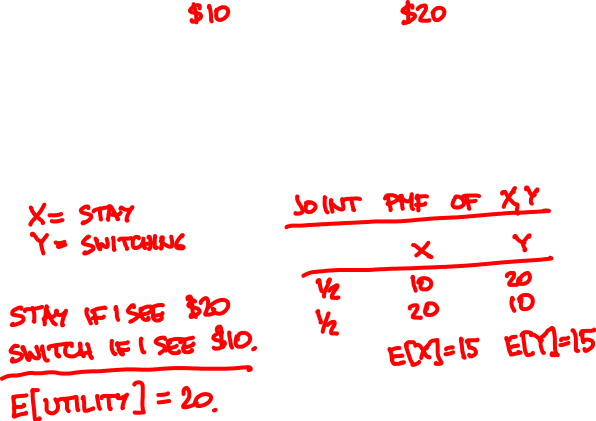 $10 $20
X = STAY
Y = SWITCHING
STAY IF I SEE $20
SWITCH IF I SEE $10.
E[UTILITY] = 20.
JOINT PMF OF X,Y
X Y
1/2 10 20
1/2 20 10
E[X]=15 E[Y]=15